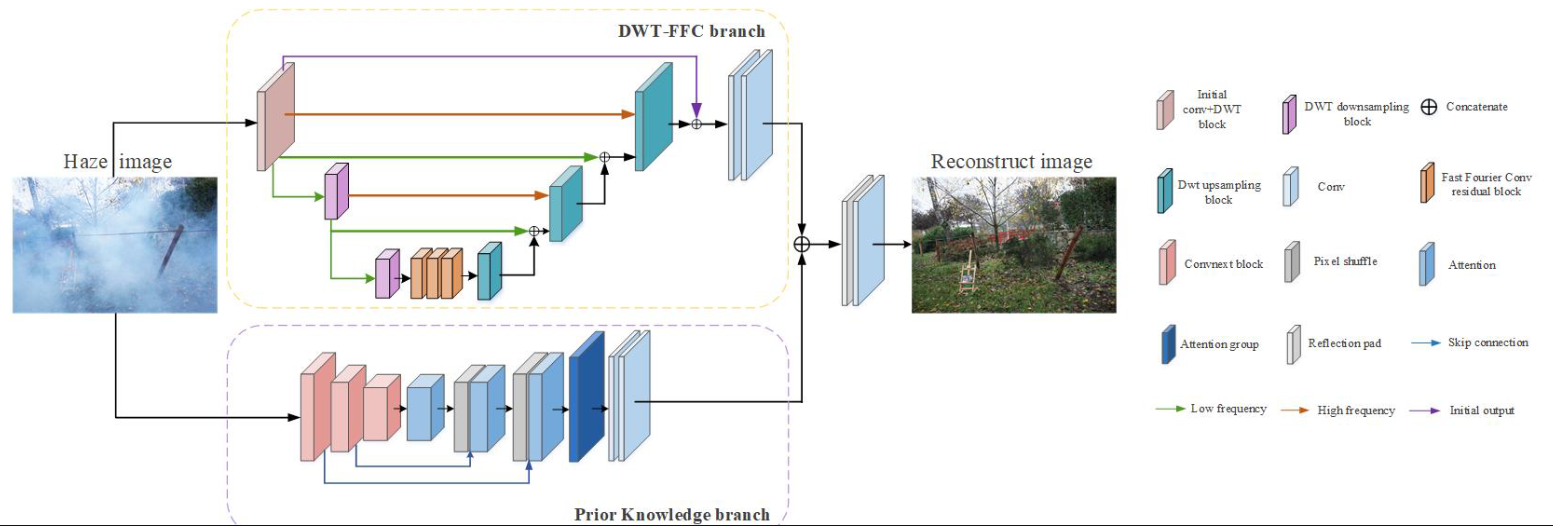 DWT-FFC branch
Haze image
Reconstruct image
Prior Knowledge branch
Initial
conv+DWT
block
DWT downsampling
block
Concatenate
Dwt upsampling
block
Conv
Fast Fourier Conv
residual block
Convnext block
Pixel shuffle
Attention
Attention group
Reflection pad
Skip connection
Low frequency
High frequency
Initial output